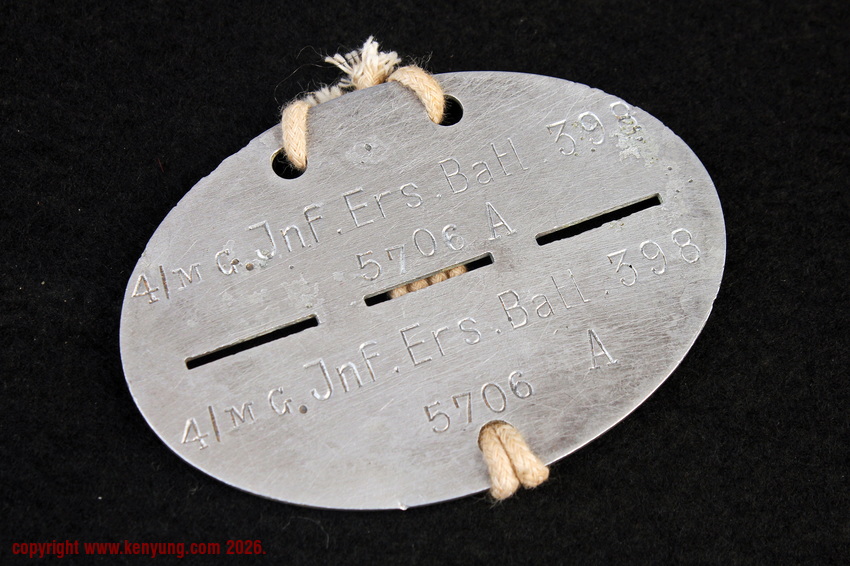 4/M G. Jnf. Ers. Batl. 398
5706 A
4/M G. Jnf. Ers. Batl. 398
5706 A
copyright www.kenyung.com 2026.